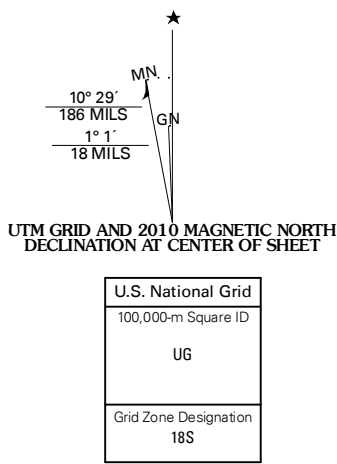 ★
MN
10° 29´
186 MILS
GN
1° 1´
18 MILS
UTM GRID AND 2010 MAGNETIC NORTH
DECLINATION AT CENTER OF SHEET
U.S. National Grid
100,000-m Square ID
UG
Grid Zone Designation
18S